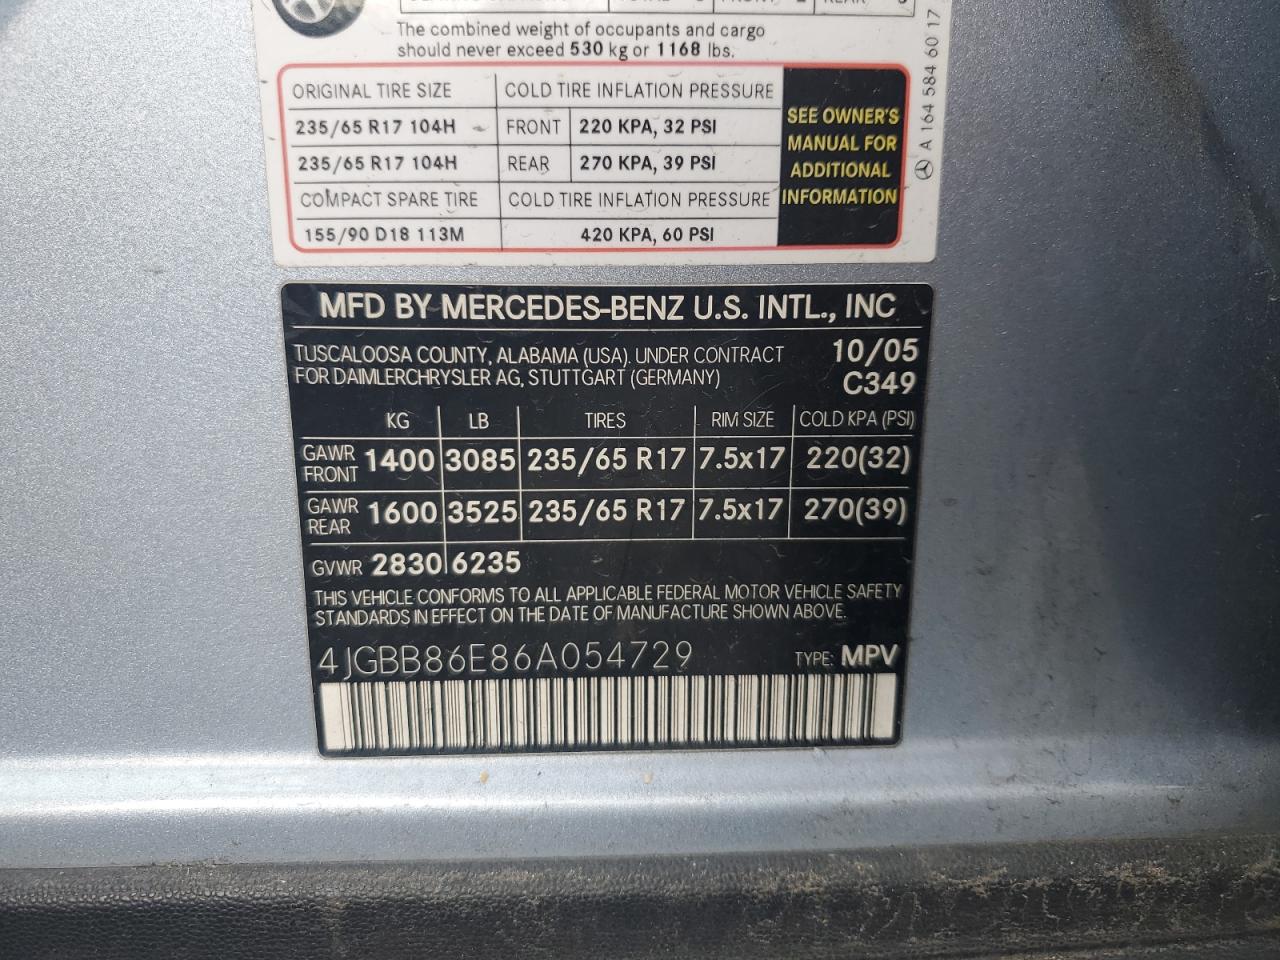 The combined weight of occupants and cargo
should never exceed 530 kg or 1168 lbs.
ORIGINAL TIRE SIZE COLD TIRE INFLATION PRESSURE
235/65 R17 104H FRONT 220 KPA, 32 PSI
235/65 R17 104H REAR 270 KPA, 39 PSI
COMPACT SPARE TIRE COLD TIRE INFLATION PRESSURE
155/90 D18 113M 420 KPA, 60 PSI
SEE OWNER'S
MANUAL FOR
ADDITIONAL
INFORMATION
A 164 584 60 17
MFD BY MERCEDES-BENZ U.S. INTL., INC
TUSCALOOSA COUNTY, ALABAMA (USA). UNDER CONTRACT 10/05
FOR DAIMLERCHRYSLER AG, STUTTGART (GERMANY) C349
KG LB TIRES RIM SIZE COLD KPA (PSI)
GAWR FRONT 1400 3085 235/65 R17 7.5x17 220(32)
GAWR REAR 1600 3525 235/65 R17 7.5x17 270(39)
GVWR 2830 6235
THIS VEHICLE CONFORMS TO ALL APPLICABLE FEDERAL MOTOR VEHICLE SAFETY
STANDARDS IN EFFECT ON THE DATE OF MANUFACTURE SHOWN ABOVE.
4JGBB86E86A054729 TYPE: MPV